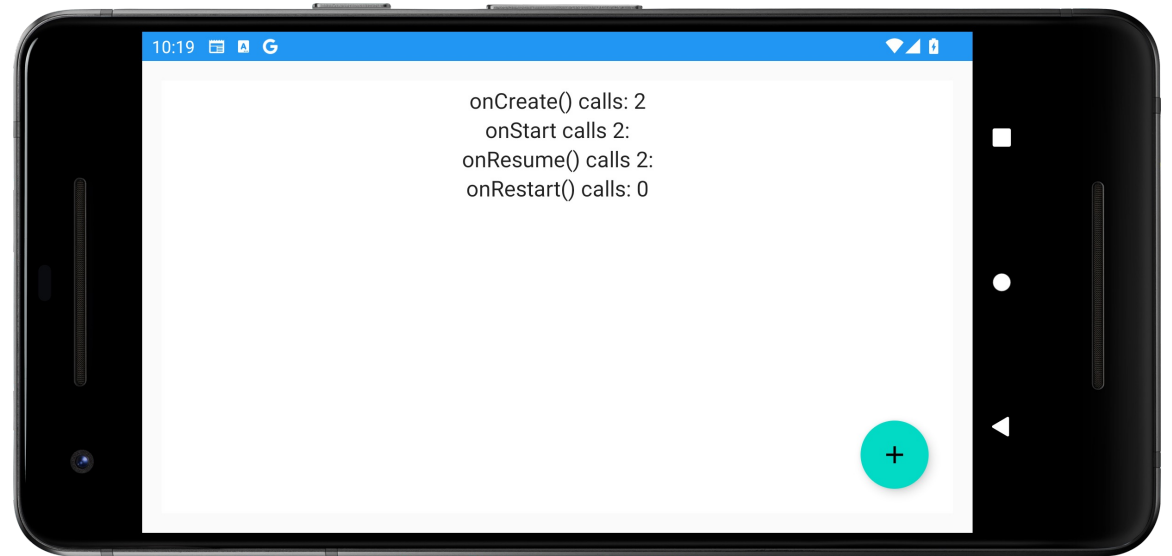 10:19 G
onCreate() calls: 2
onStart calls 2:
onResume() calls 2:
onRestart() calls: 0
+